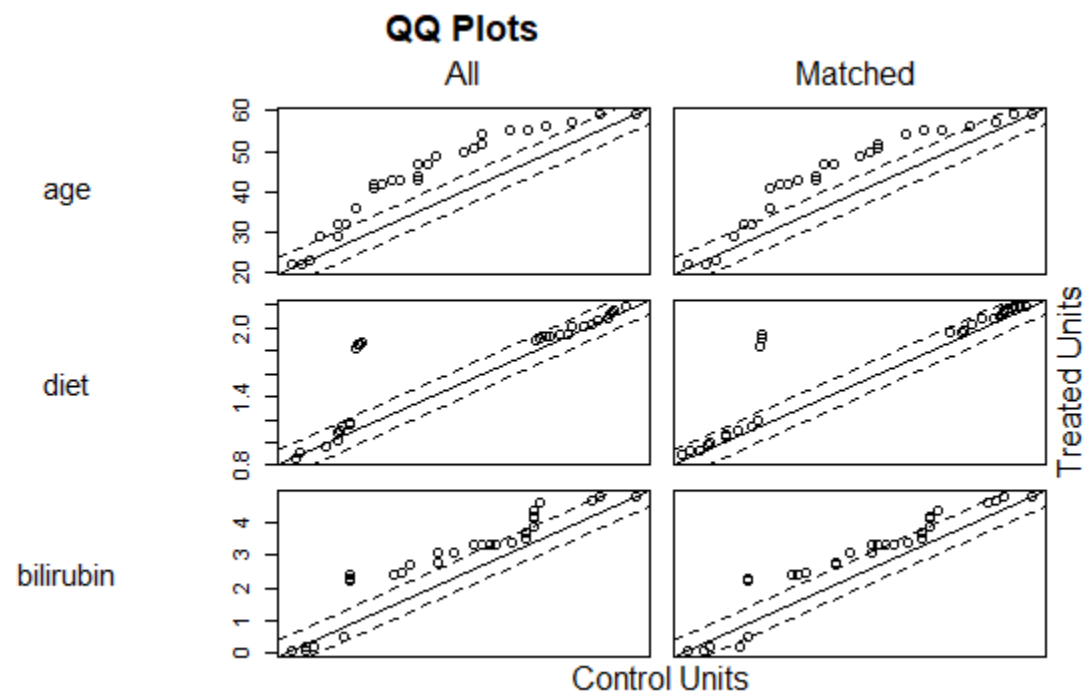 QQ Plots
All Matched
age
60
50
40
30
20
diet
2.0
1.4
0.8
bilirubin
4
3
2
1
0
Treated Units
Control Units